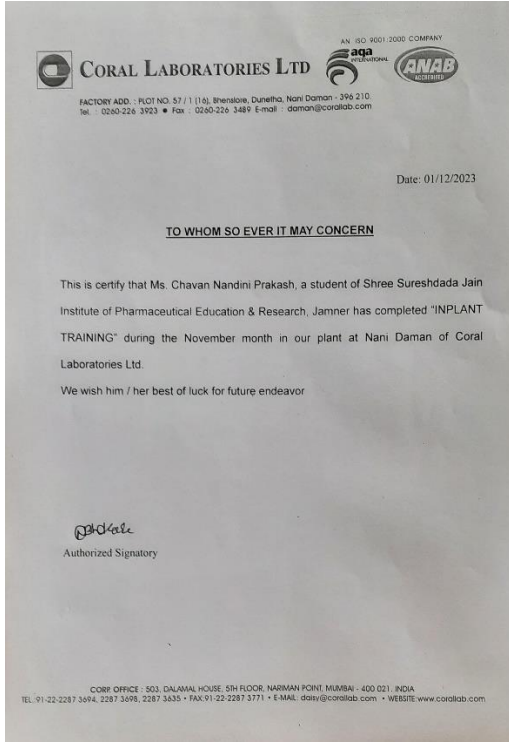 AN ISO 9001:2000 COMPANY
CORAL LABORATORIES LTD
aqa
INTERNATIONAL
ANAB
ACCREDITED
FACTORY ADD. : PLOT NO. 57 / 1 (16), Bhenslore, Dunetha, Nani Daman - 396 210.
Tel. : 0260-226 3923 ● Fax : 0260-226 3489 E-mail : daman@corallab.com
Date: 01/12/2023
TO WHOM SO EVER IT MAY CONCERN
This is certify that Ms. Chavan Nandini Prakash, a student of Shree Sureshdada Jain
Institute of Pharmaceutical Education & Research, Jamner has completed “INPLANT
TRAINING” during the November month in our plant at Nani Daman of Coral
Laboratories Ltd.
We wish him / her best of luck for future endeavor
Authorized Signatory
CORP. OFFICE : 503, DALAMAL HOUSE, 5TH FLOOR, NARIMAN POINT, MUMBAI - 400 021. INDIA
TEL.:91-22-2287 3694, 2287 3698, 2287 3635 • FAX:91-22-2287 3771 • E-MAIL: daisy@corallab.com • WEBSITE:www.corallab.com